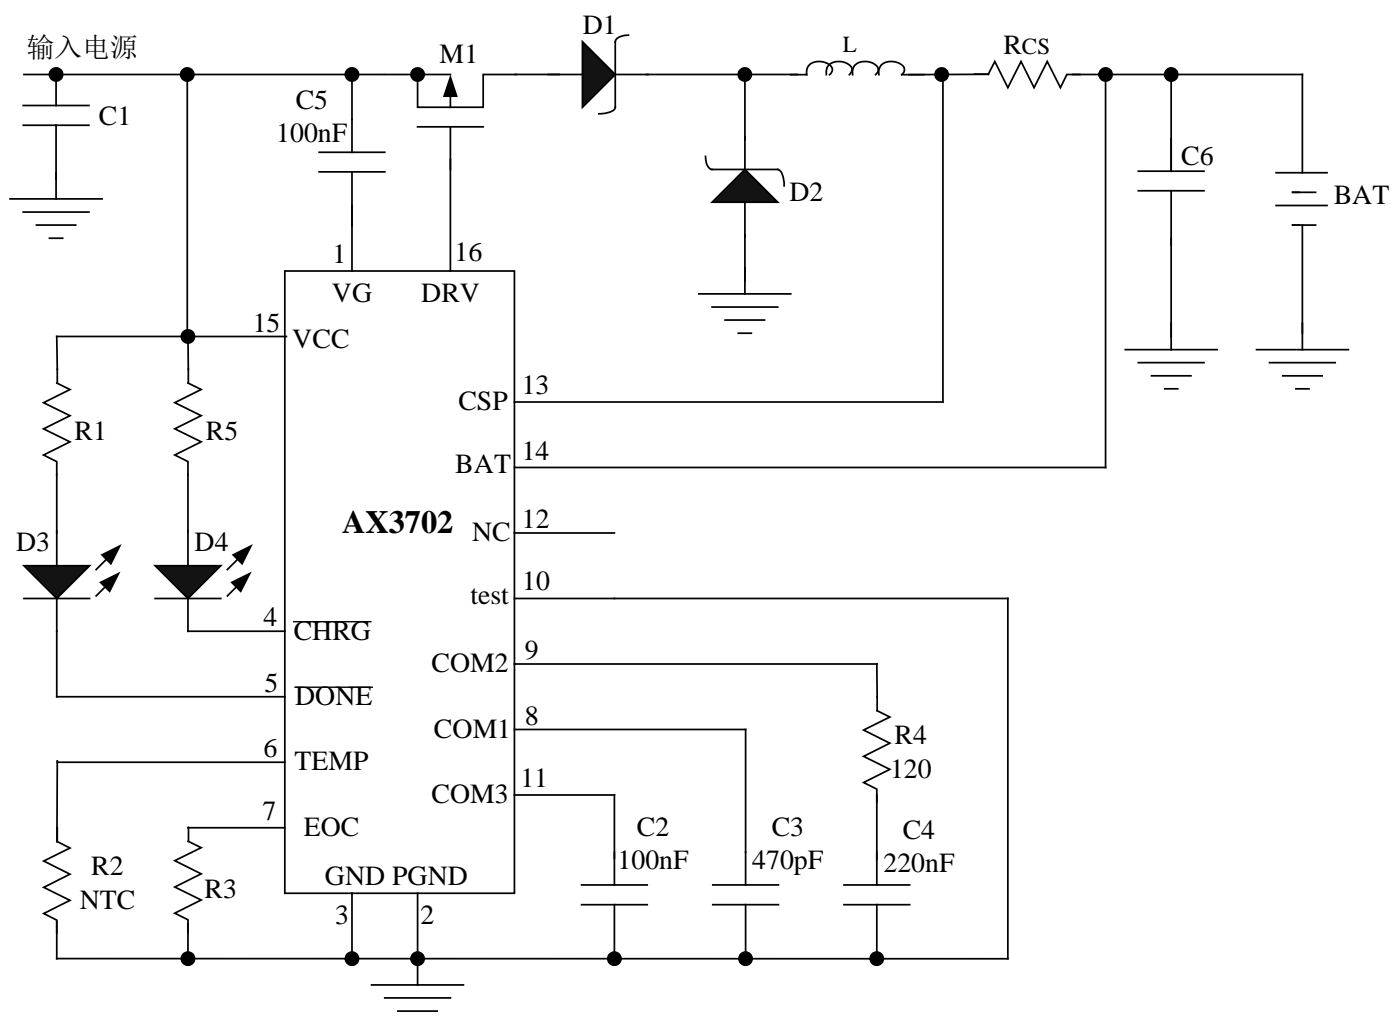 输入电源
D1
M1
L
RCS
C1
C5
100nF
C6
D2
BAT
1
16
VG
DRV
15
VCC
CSP
13
R1
R5
BAT
14
AX3702
NC
12
D3
D4
test
10
4
CHRG
COM2
9
5
DONE
COM1
8
R4
120
6
TEMP
COM3
11
7
EOC
C2
100nF
C3
470pF
C4
220nF
R2
NTC
R3
GND
PGND
3
2